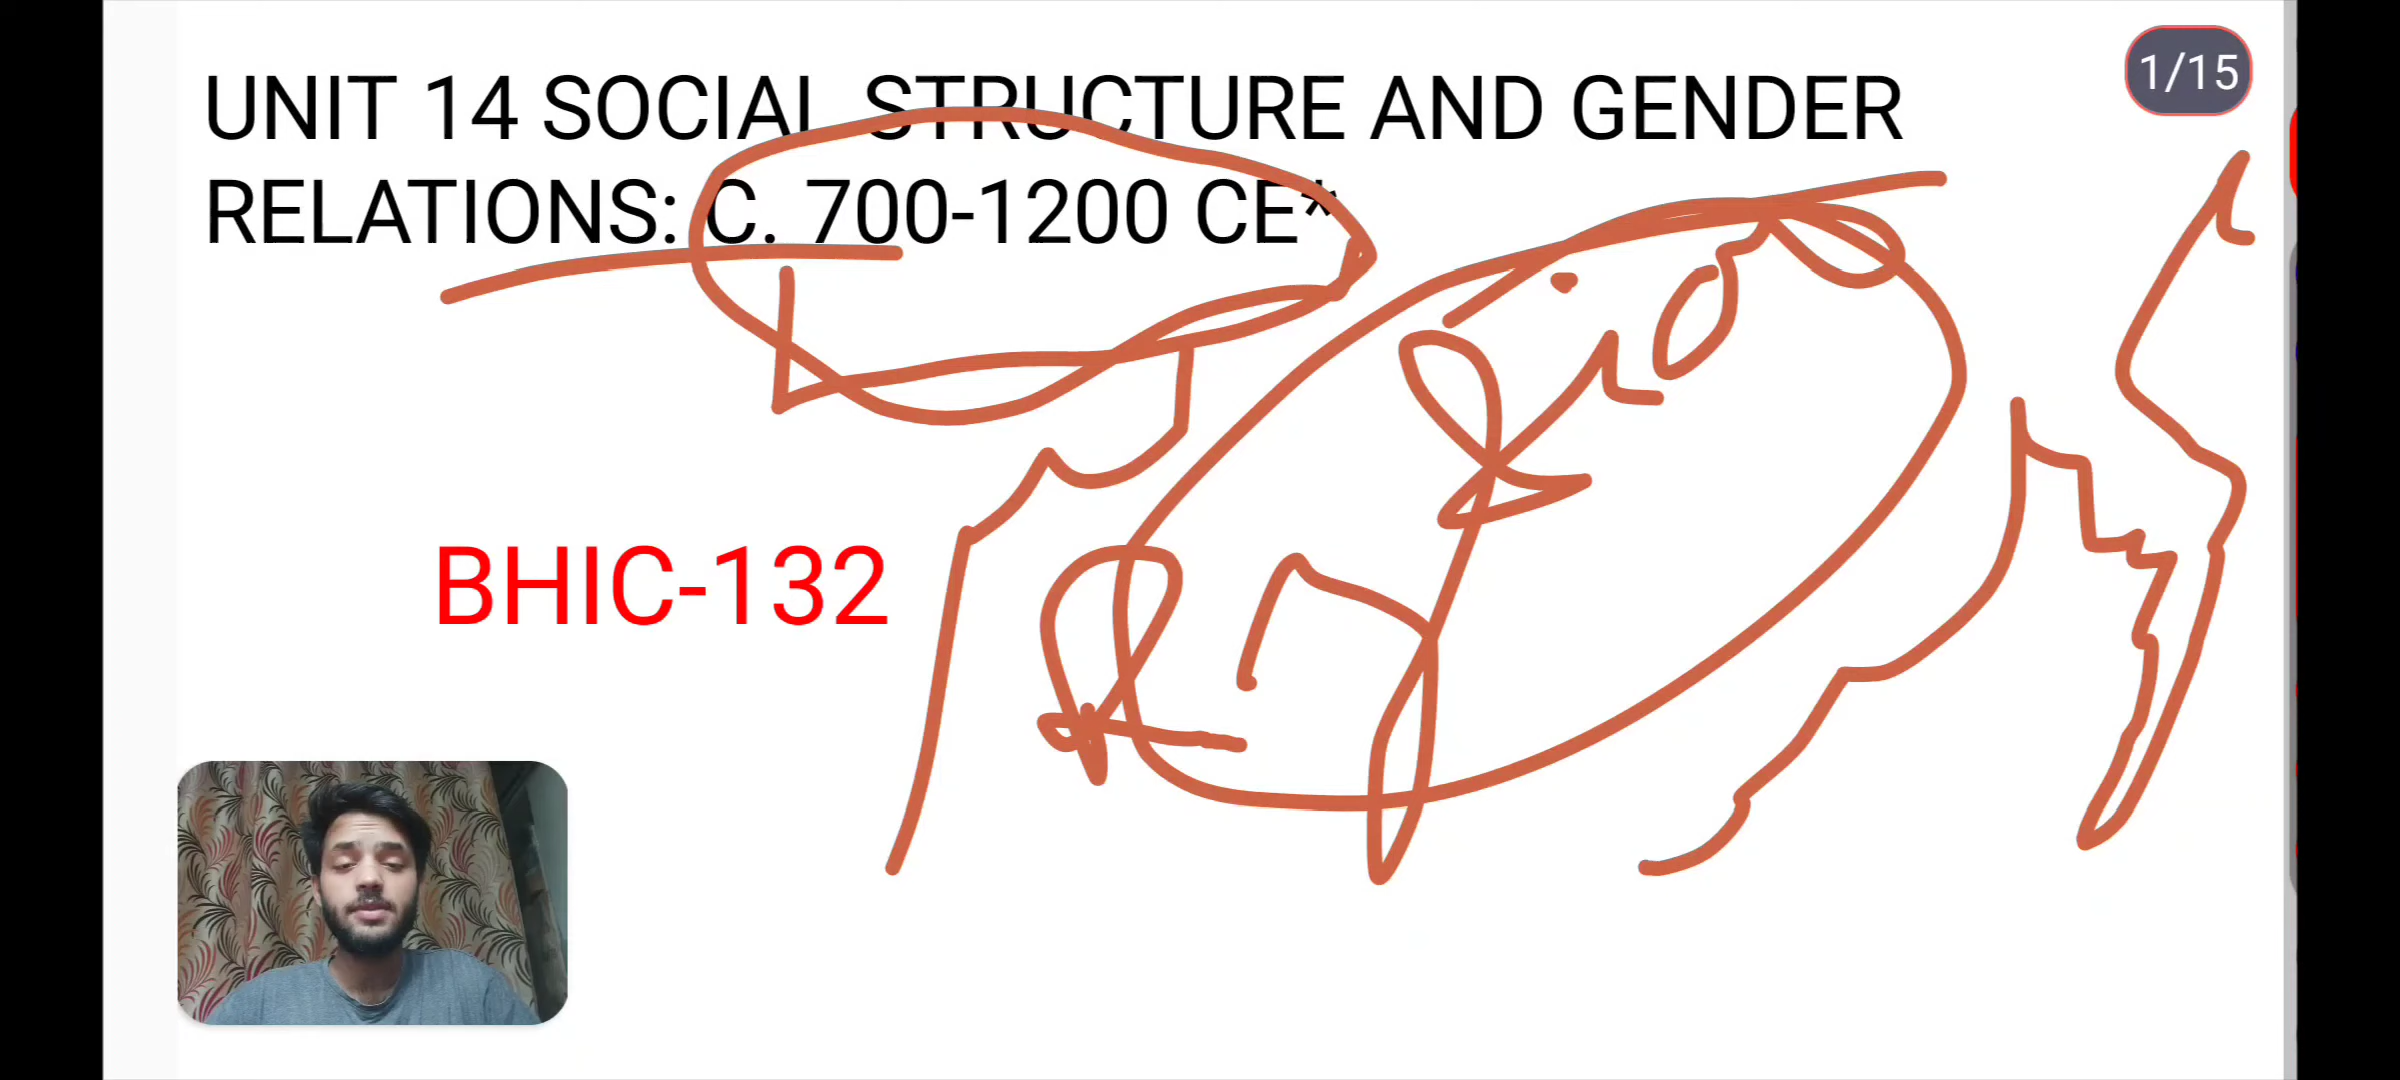 UNIT 14 SOCIAL STRUCTURE AND GENDER
RELATIONS: C. 700-1200 CE*
1/15
BHIC-132